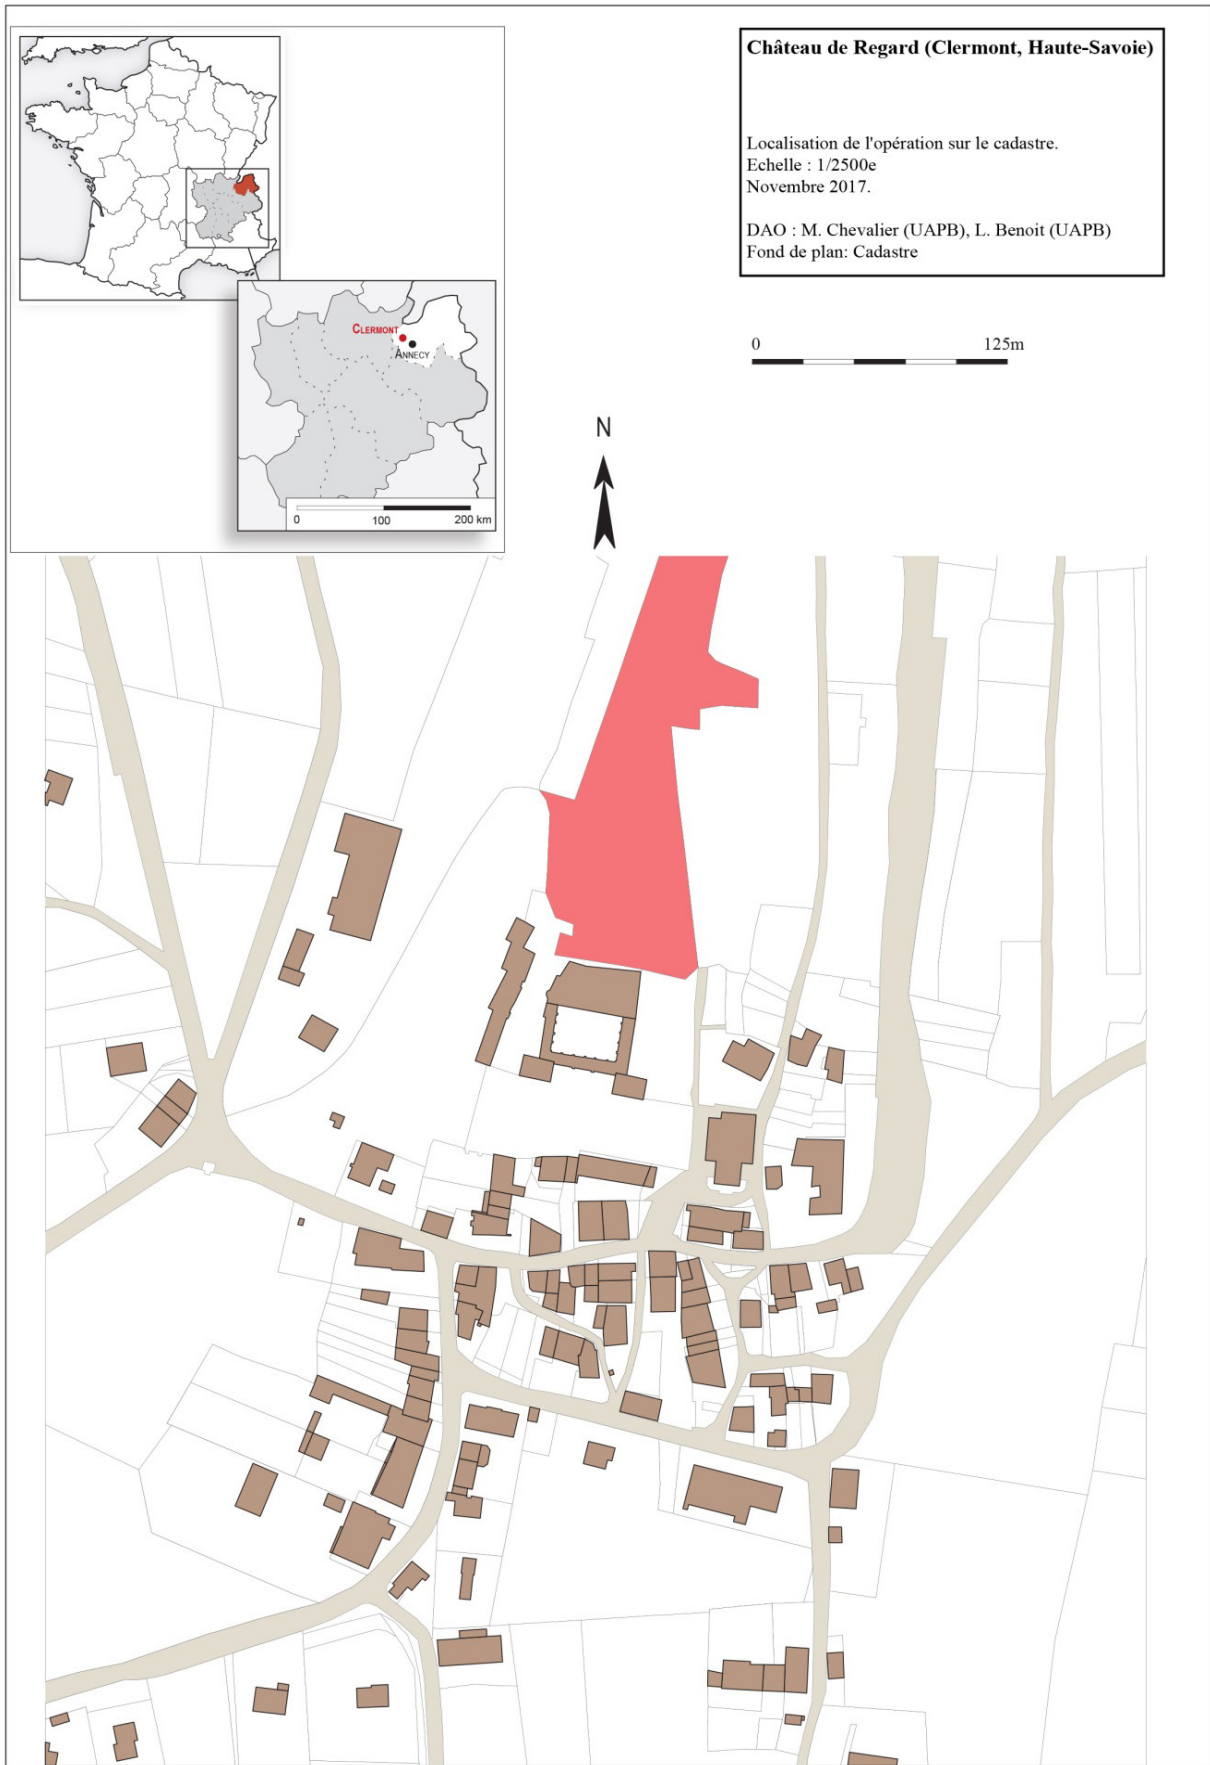 Château de Regard (Clermont, Haute-Savoie)
Localisation de l'opération sur le cadastre.
Echelle : 1/2500e
Novembre 2017.
DAO : M. Chevalier (UAPB), L. Benoit (UAPB)
Fond de plan: Cadastre
0 125m
CLERMONT
ANNECY
0 100 200 km
N